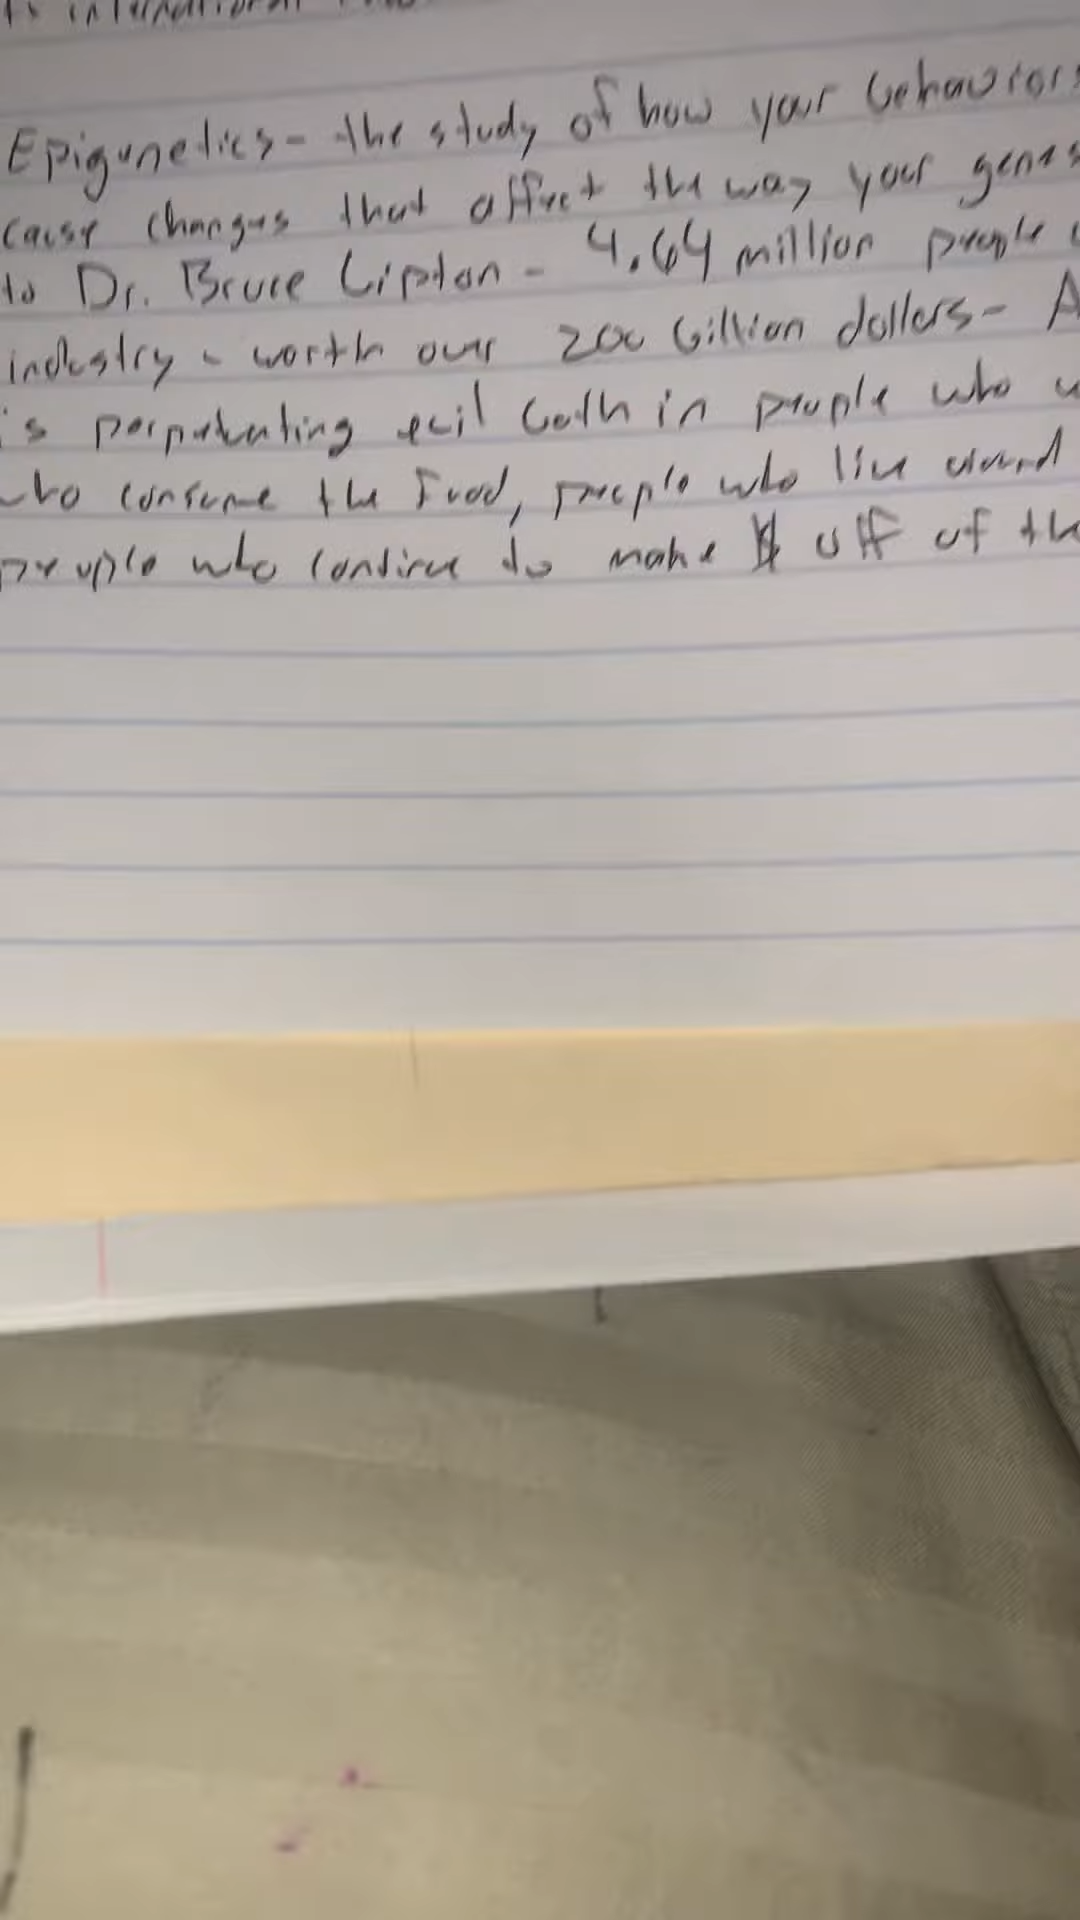 international
Epigunetics - the study of how your behaviors
cause changes that affect the way your genes
to Dr. Bruce Lipton - 4.64 million people
industry - worth over 200 billion dollars - A
is perpetuating evil both in people who
who consume the food, people who live around
people who continue to make $ off of the